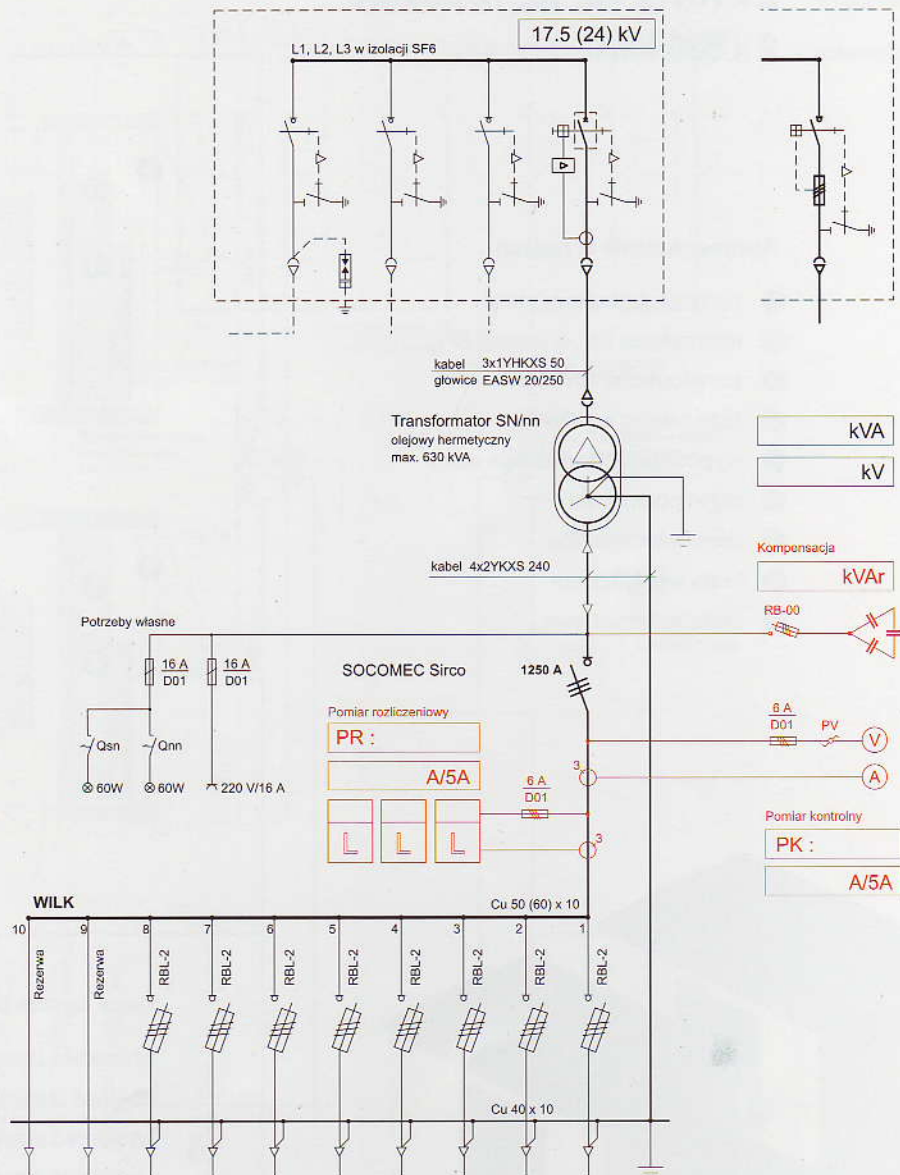 17.5 (24) kV
L1, L2, L3 w izolacji SF6
kabel 3x1YHKXS 50
głowice EASW 20/250
Transformator SN/nn
olejowy hermetyczny
max. 630 kVA
kVA
kV
kabel 4x2YKXS 240
Kompensacja
kVAr
RB-00
Potrzeby własne
16 A
D01
16 A
D01
SOCOMEC Sirco
1250 A
Qsn
Qnn
60W
60W
220 V/16 A
Pomiar rozliczeniowy
PR :
A/5A
6 A
D01
3
3
L
L
L
6 A
D01
PV
V
A
Pomiar kontrolny
PK :
A/5A
WILK
Cu 50 (60) x 10
10
9
8
7
6
5
4
3
2
1
Rezerwa
Rezerwa
RBL-2
RBL-2
RBL-2
RBL-2
RBL-2
RBL-2
RBL-2
RBL-2
Cu 40 x 10